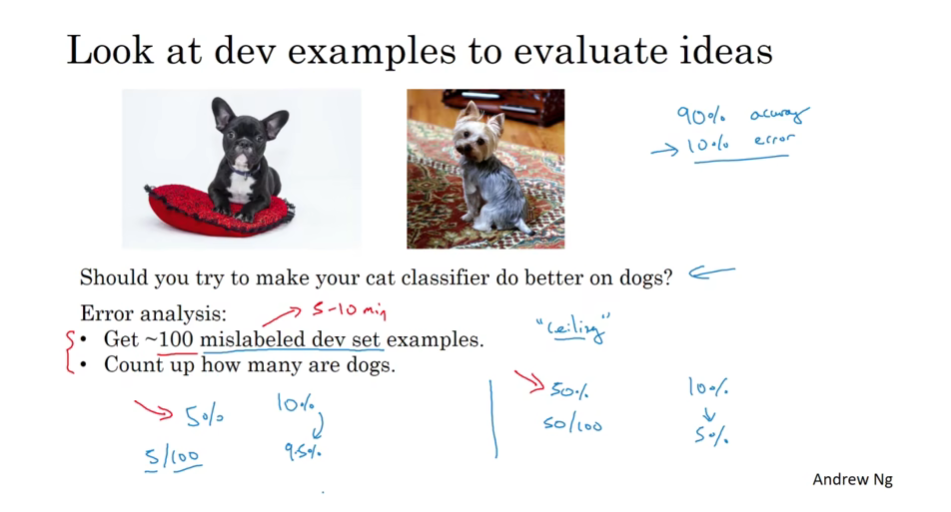 Look at dev examples to evaluate ideas
90% accuracy
→ 10% error
Should you try to make your cat classifier do better on dogs? ←
Error analysis:
→ 5-10 min
• Get ~100 mislabeled dev set examples.
"ceiling"
• Count up how many are dogs.
→ 5% 10%
5/100 9.5%
→ 50% 10%
50/100 ↓ 5%
Andrew Ng